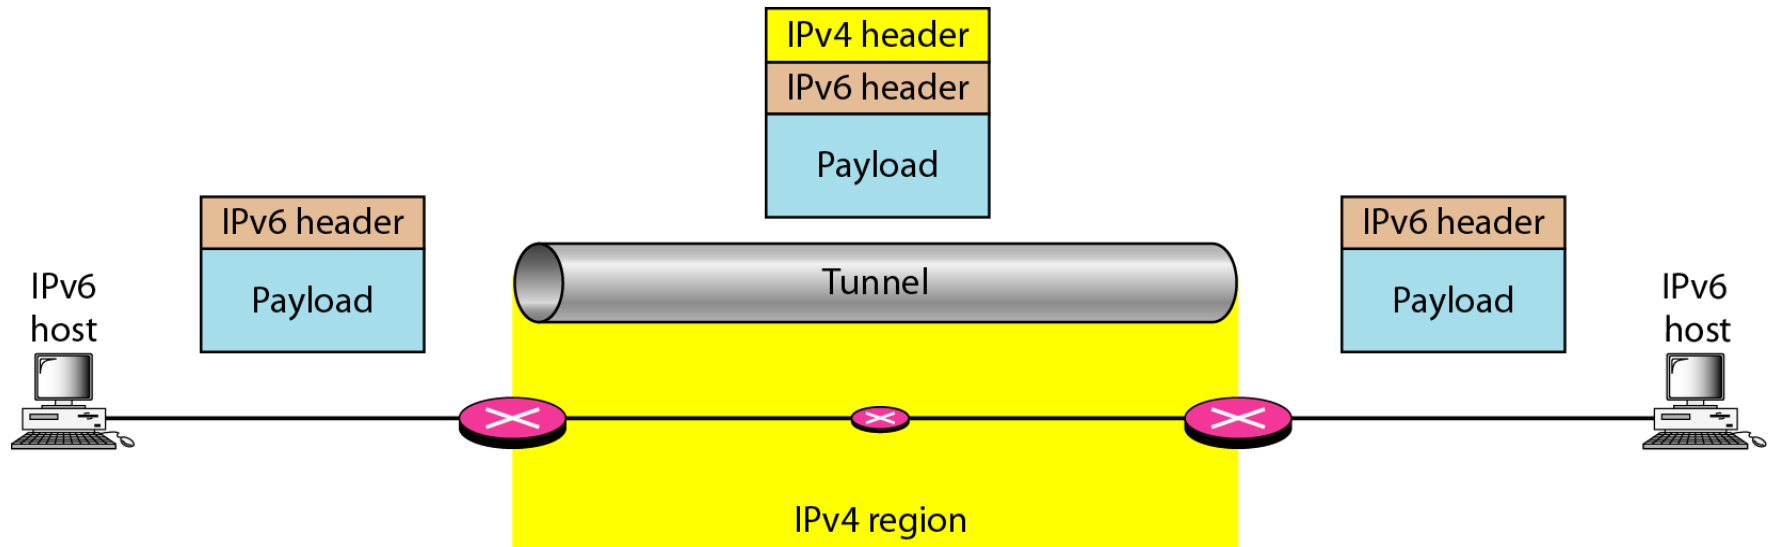 IPv4 header
IPv6 header
Payload
IPv6 header
Payload
IPv6 header
Payload
IPv6
host
Tunnel
IPv6
host
IPv4 region